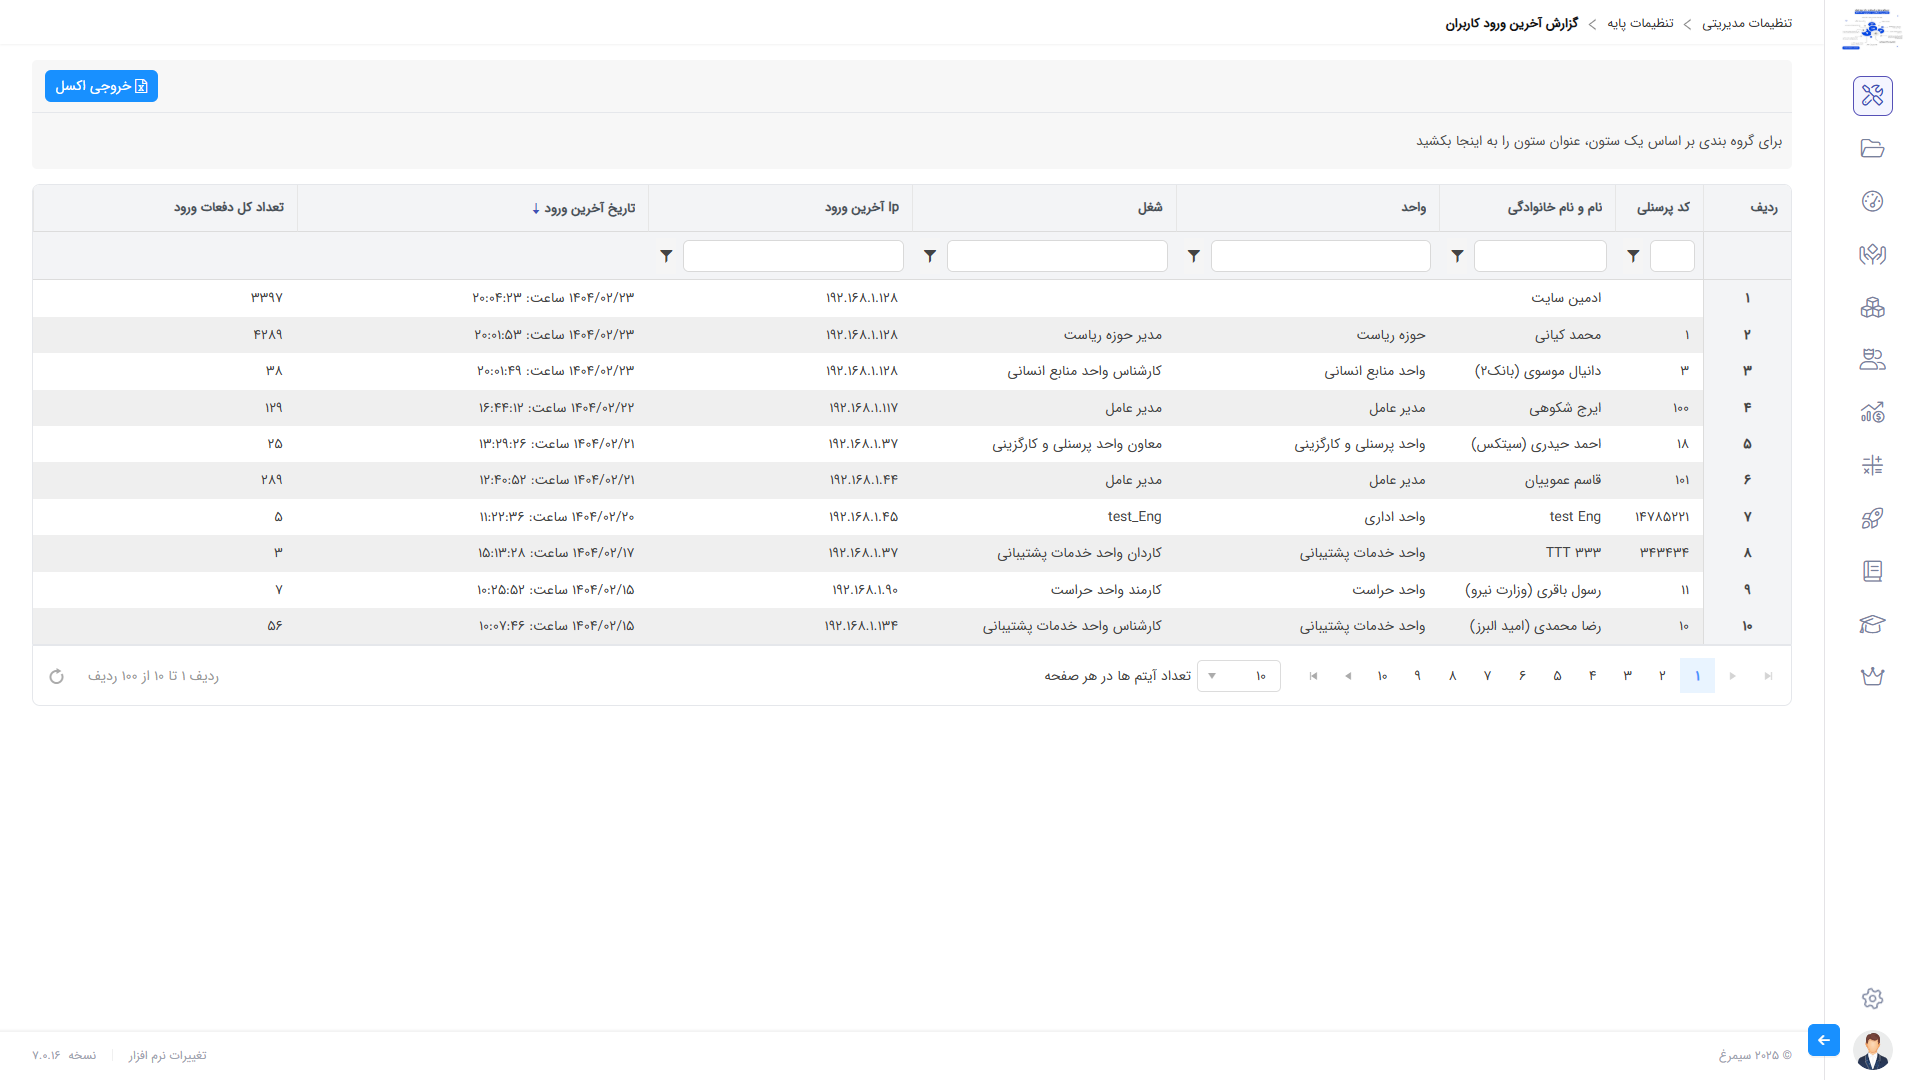 تنظیمات مدیریتی > تنظیمات پایه > گزارش آخرین ورود کاربران
خروجی اکسل
برای گروه بندی بر اساس یک ستون، عنوان ستون را به اینجا بکشید
ردیف کد پرسنلی نام و نام خانوادگی واحد شغل Ip آخرین ورود تاریخ آخرین ورود تعداد کل دفعات ورود
۱ ادمین سایت ۱۹۲.۱۶۸.۱.۱۲۸ ۱۴۰۴/۰۲/۲۳ ساعت: ۲۰:۰۴:۲۳ ۳۳۹۷
۲ ۱ محمد کیانی حوزه ریاست مدیر حوزه ریاست ۱۹۲.۱۶۸.۱.۱۲۸ ۱۴۰۴/۰۲/۲۳ ساعت: ۲۰:۰۱:۵۳ ۴۲۸۹
۳ ۳ دانیال موسوی (بانک۲) واحد منابع انسانی کارشناس واحد منابع انسانی ۱۹۲.۱۶۸.۱.۱۲۸ ۱۴۰۴/۰۲/۲۳ ساعت: ۲۰:۰۱:۴۹ ۳۸
۴ ۱۰۰ ایرج شکوهی مدیر عامل مدیر عامل ۱۹۲.۱۶۸.۱.۱۱۷ ۱۴۰۴/۰۲/۲۲ ساعت: ۱۶:۴۴:۱۲ ۱۲۹
۵ ۱۸ احمد حیدری (سیتکس) واحد پرسنلی و کارگزینی معاون واحد پرسنلی و کارگزینی ۱۹۲.۱۶۸.۱.۳۷ ۱۴۰۴/۰۲/۲۱ ساعت: ۱۳:۲۹:۲۶ ۲۵
۶ ۱۰۱ قاسم عموییان مدیر عامل مدیر عامل ۱۹۲.۱۶۸.۱.۴۴ ۱۴۰۴/۰۲/۲۱ ساعت: ۱۲:۴۰:۵۲ ۲۸۹
۷ ۱۴۷۸۵۲۲۱ test Eng واحد اداری test_Eng ۱۹۲.۱۶۸.۱.۴۵ ۱۴۰۴/۰۲/۲۰ ساعت: ۱۱:۲۲:۳۶ ۵
۸ ۳۴۳۴۳۴ TTT ۳۳۳ واحد خدمات پشتیبانی کاردان واحد خدمات پشتیبانی ۱۹۲.۱۶۸.۱.۳۷ ۱۴۰۴/۰۲/۱۷ ساعت: ۱۵:۱۳:۲۸ ۳
۹ ۱۱ رسول باقری (وزارت نیرو) واحد حراست کارمند واحد حراست ۱۹۲.۱۶۸.۱.۹۰ ۱۴۰۴/۰۲/۱۵ ساعت: ۱۰:۲۵:۵۲ ۷
۱۰ ۱۰ رضا محمدی (امید البرز) واحد خدمات پشتیبانی کارشناس واحد خدمات پشتیبانی ۱۹۲.۱۶۸.۱.۱۳۴ ۱۴۰۴/۰۲/۱۵ ساعت: ۱۰:۰۷:۴۶ ۵۶
۱ ۲ ۳ ۴ ۵ ۶ ۷ ۸ ۹ ۱۰ ۱۰ تعداد آیتم ها در هر صفحه ردیف ۱ تا ۱۰ از ۱۰۰ ردیف
© ۲۰۲۵ سیمرغ تغییرات نرم افزار نسخه ۷.۰.۱۶